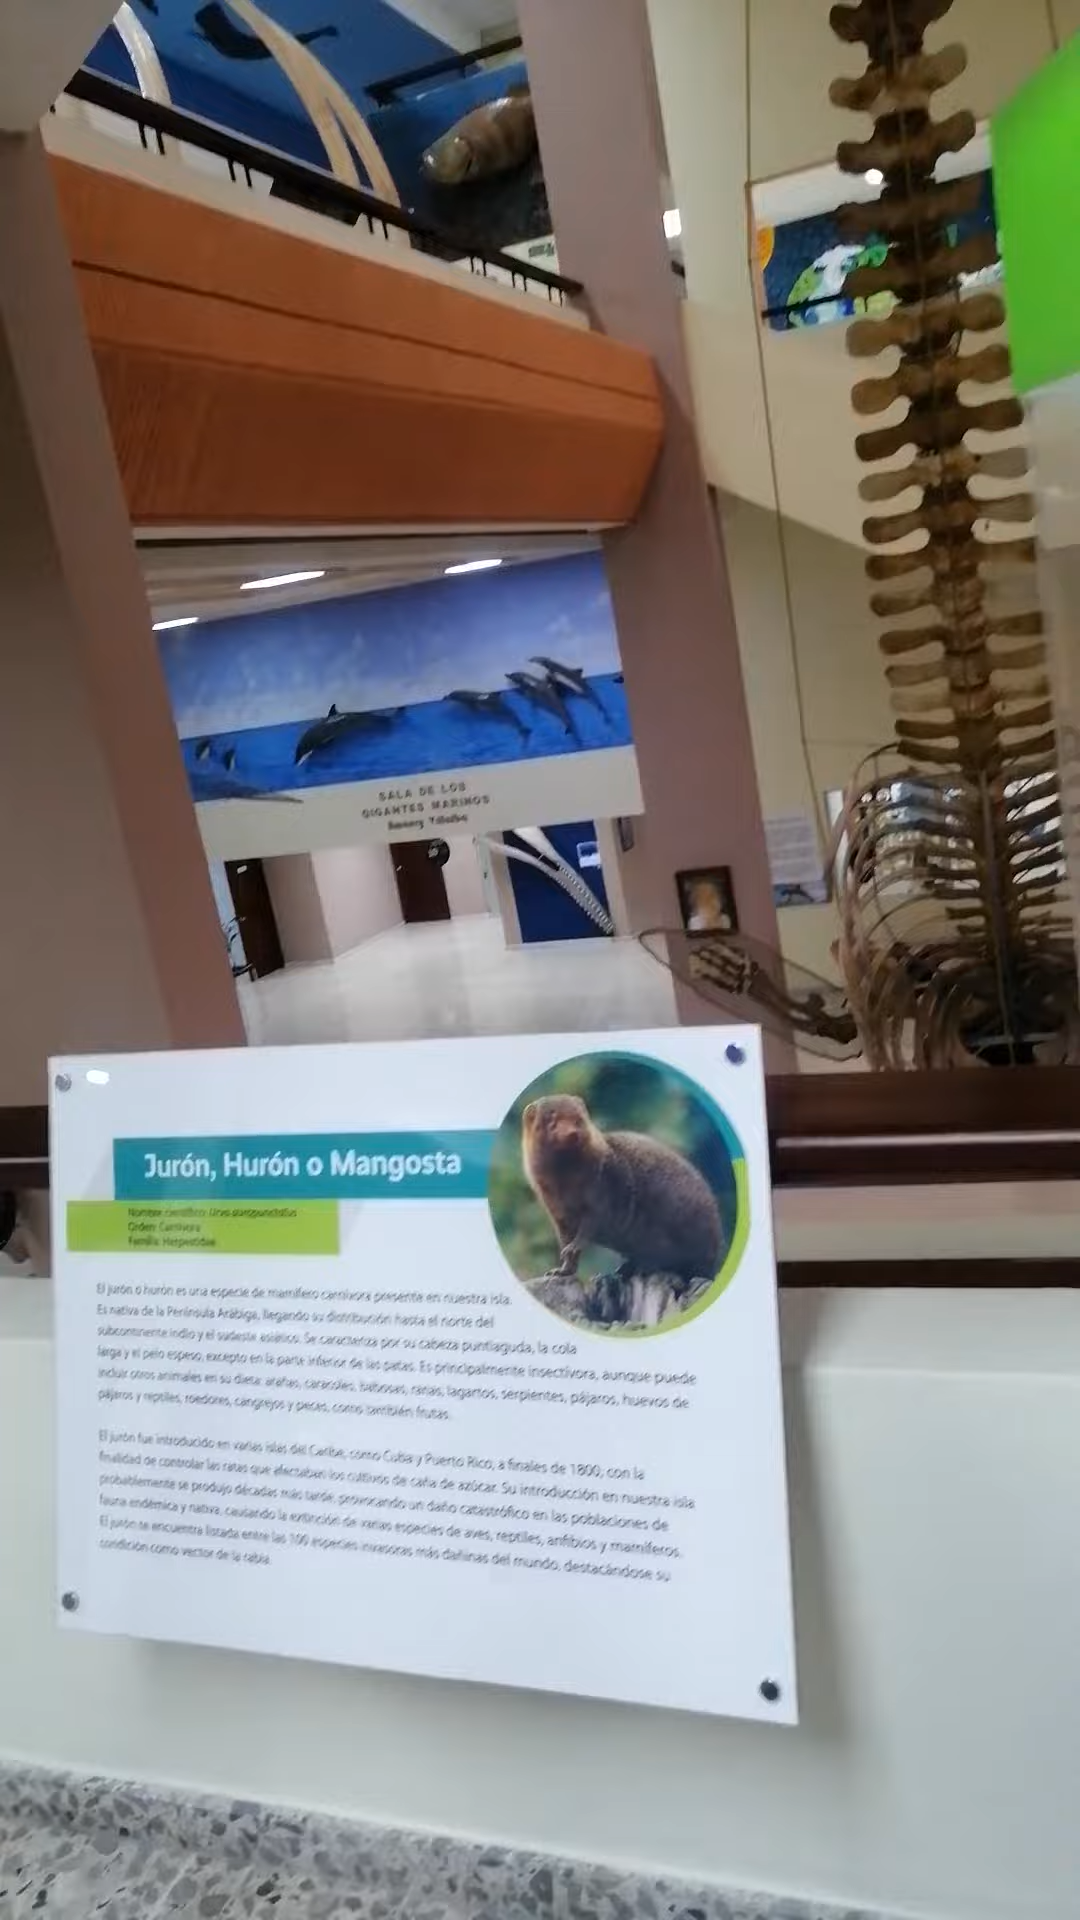 SALA DE LOS
GIGANTES MARINOS
Jurón, Hurón o Mangosta
Nombre científico: Urva auropunctatus
Orden: Carnivora
Familia: Herpestidae
El jurón o hurón es una especie de mamífero carnívora presente en nuestra isla.
Es nativa de la Península Arábiga, llegando su distribución hasta el norte del
subcontinente indio y el sudeste asiático. Se caracteriza por su cabeza puntiaguda, la cola
larga y el pelo espeso, excepto en la parte inferior de las patas. Es principalmente insectívora, aunque puede
incluir otros animales en su dieta: arañas, caracoles, babosas, ranas, lagartos, serpientes, pájaros, huevos de
pájaros y reptiles, roedores, cangrejos y peces, como también frutas.
El jurón fue introducido en varias islas del Caribe, como Cuba y Puerto Rico, a finales de 1800, con la
finalidad de controlar las ratas que afectaban los cultivos de caña de azúcar. Su introducción en nuestra isla
probablemente se produjo décadas más tarde, provocando un daño catastrófico en las poblaciones de
fauna endémica y nativa, causando la extinción de varias especies de aves, reptiles, anfibios y mamíferos.
El jurón se encuentra listada entre las 100 especies invasoras más dañinas del mundo, destacándose su
condición como vector de la rabia.